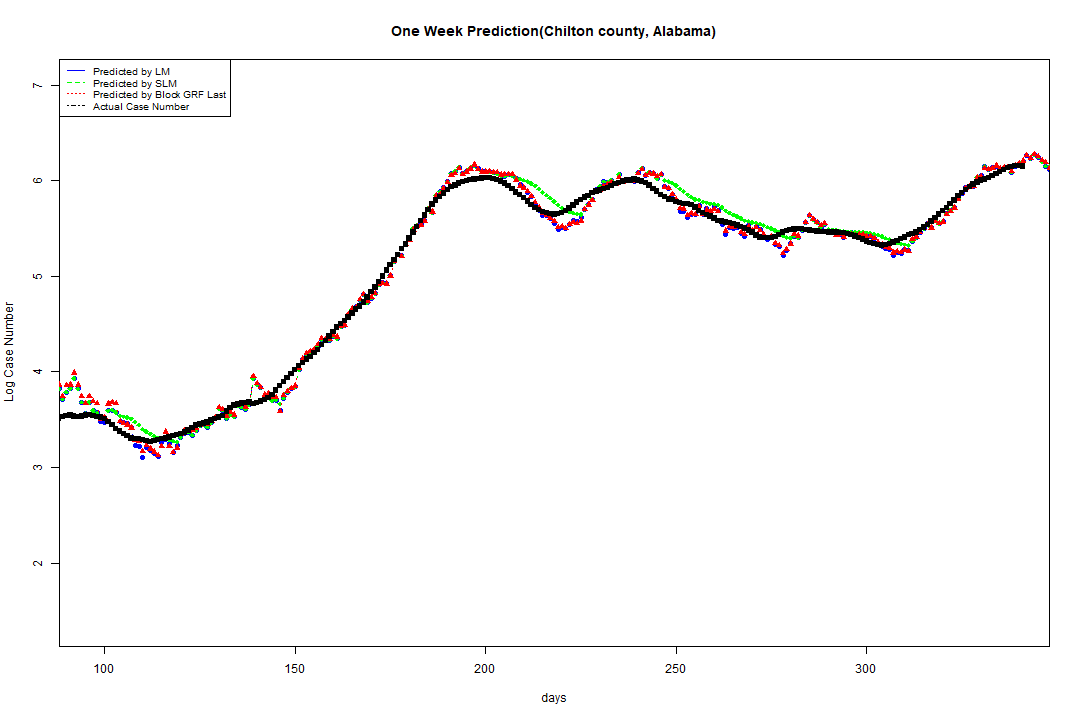 One Week Prediction(Chilton county, Alabama)
Predicted by LM
Predicted by SLM
Predicted by Block GRF Last
Actual Case Number
Log Case Number
7
6
5
4
3
2
100 150 200 250 300
days